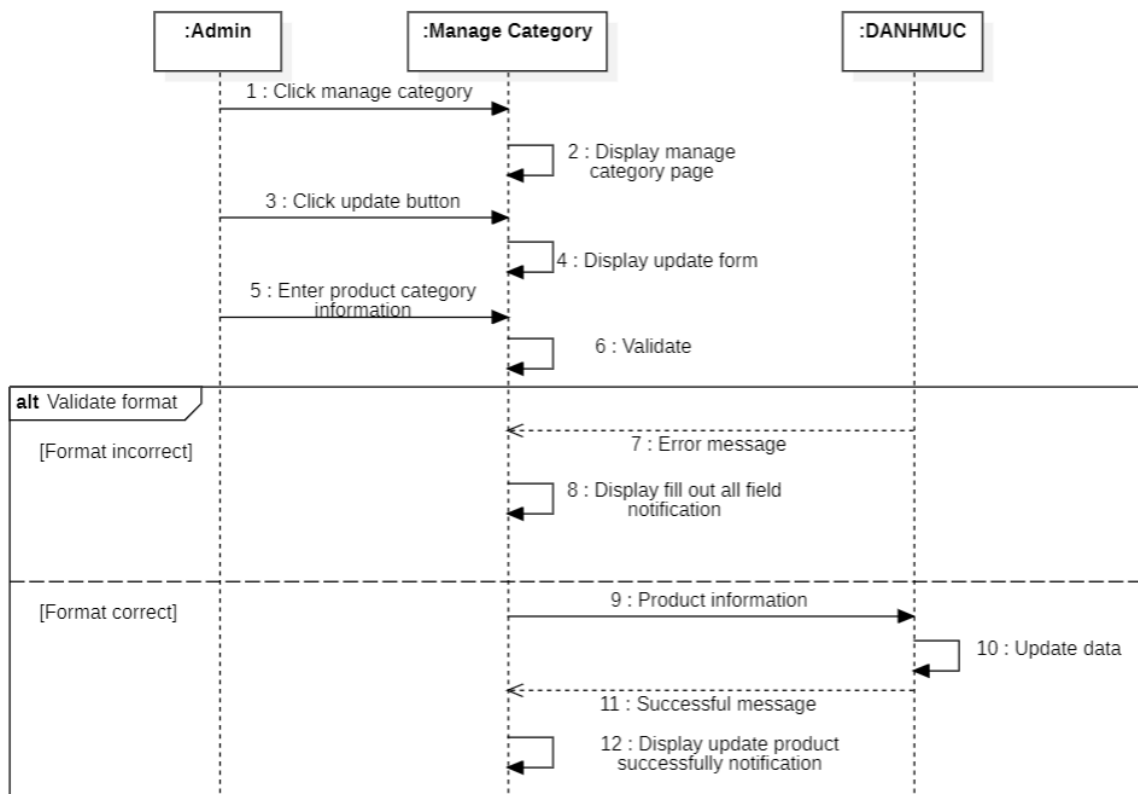 :Admin
:Manage Category
:DANHMUC
1 : Click manage category
2 : Display manage
category page
3 : Click update button
4 : Display update form
5 : Enter product category
information
6 : Validate
alt Validate format
[Format incorrect]
7 : Error message
8 : Display fill out all field
notification
[Format correct]
9 : Product information
10 : Update data
11 : Successful message
12 : Display update product
successfully notification